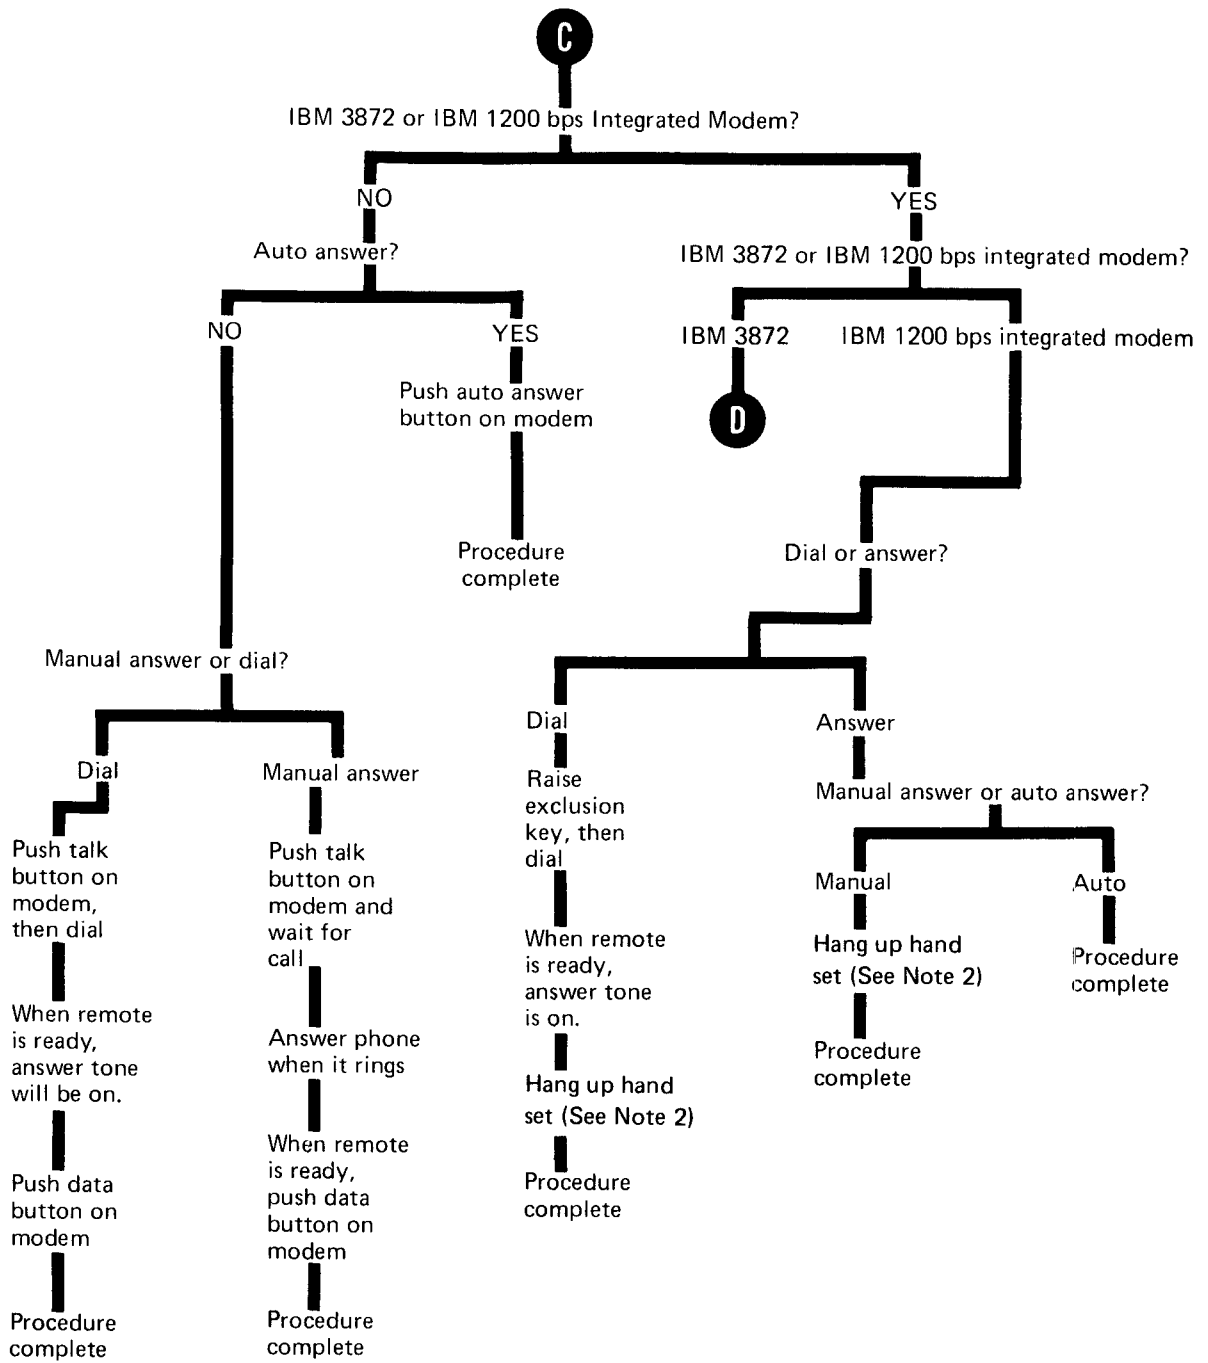 C
IBM 3872 or IBM 1200 bps Integrated Modem?
NO
YES
Auto answer?
IBM 3872 or IBM 1200 bps integrated modem?
NO
YES
IBM 3872
IBM 1200 bps integrated modem
Push auto answer
button on modem
D
Procedure
complete
Dial or answer?
Manual answer or dial?
Dial
Manual answer
Push talk
button on
modem,
then dial
When remote
is ready,
answer tone
will be on.
Push data
button on
modem
Procedure
complete
Push talk
button on
modem and
wait for
call
Answer phone
when it rings
When remote
is ready,
push data
button on
modem
Procedure
complete
Dial
Raise
exclusion
key, then
dial
When remote
is ready,
answer tone
is on.
Hang up hand
set (See Note 2)
Procedure
complete
Answer
Manual answer or auto answer?
Manual
Hang up hand
set (See Note 2)
Procedure
complete
Auto
Procedure
complete